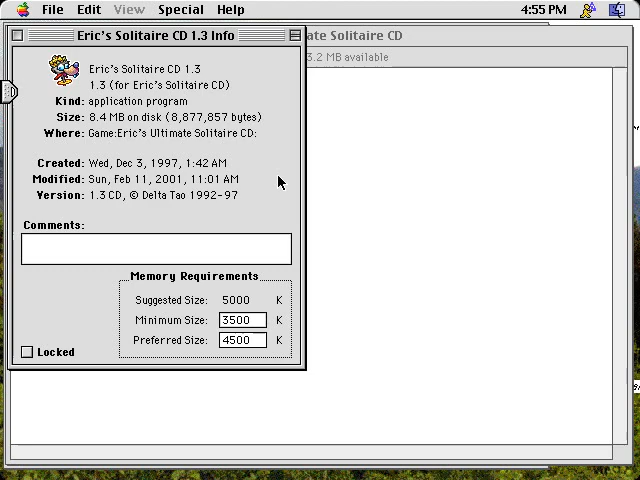 File Edit View Special Help 4:55 PM
Eric's Solitaire CD 1.3 Info
ate Solitaire CD
3.2 MB available
Eric's Solitaire CD 1.3
1.3 (for Eric's Solitaire CD)
Kind: application program
Size: 8.4 MB on disk (8,877,857 bytes)
Where: Game:Eric's Ultimate Solitaire CD:
Created: Wed, Dec 3, 1997, 1:42 AM
Modified: Sun, Feb 11, 2001, 11:01 AM
Version: 1.3 CD, © Delta Tao 1992-97
Comments:
Memory Requirements
Suggested Size: 5000 K
Minimum Size: 3500 K
Preferred Size: 4500 K
Locked